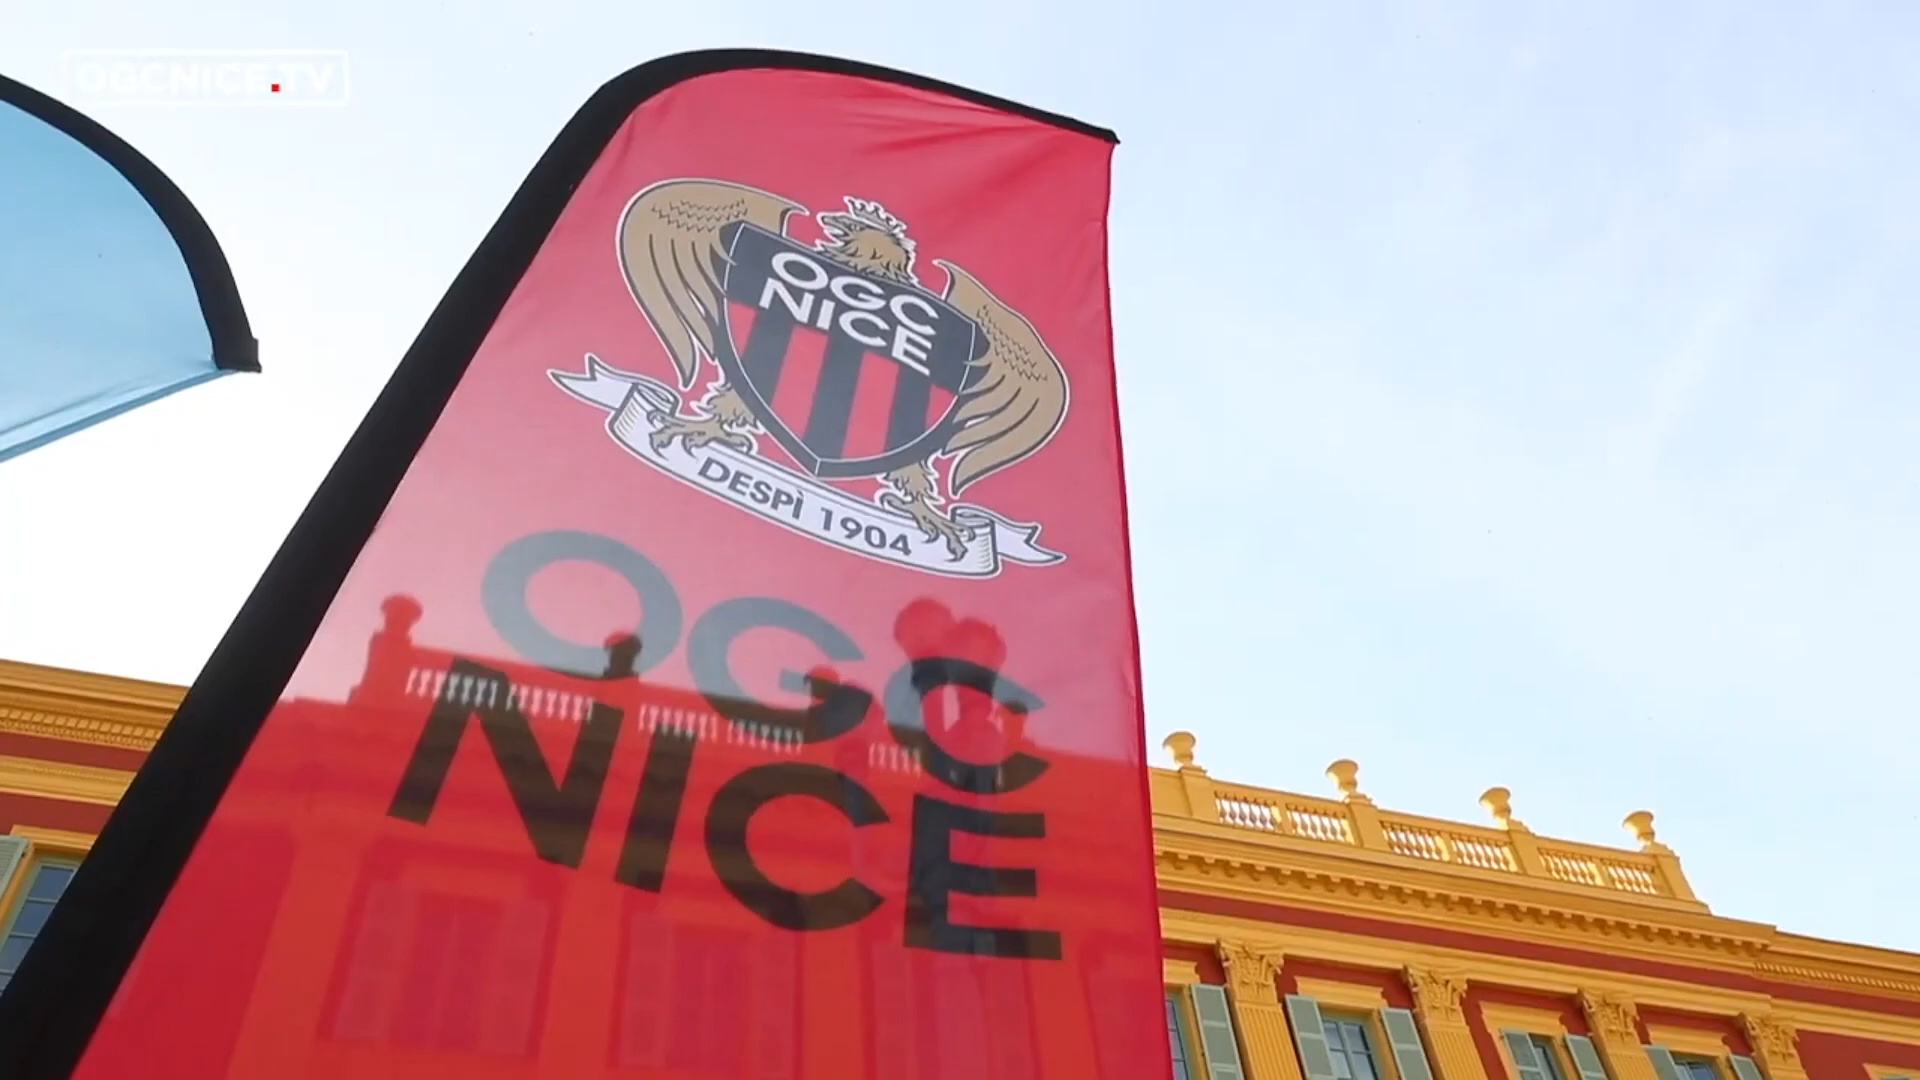 OGCNICE.TV
OGC
NICE
DESPÌ 1904
OGC
NICE